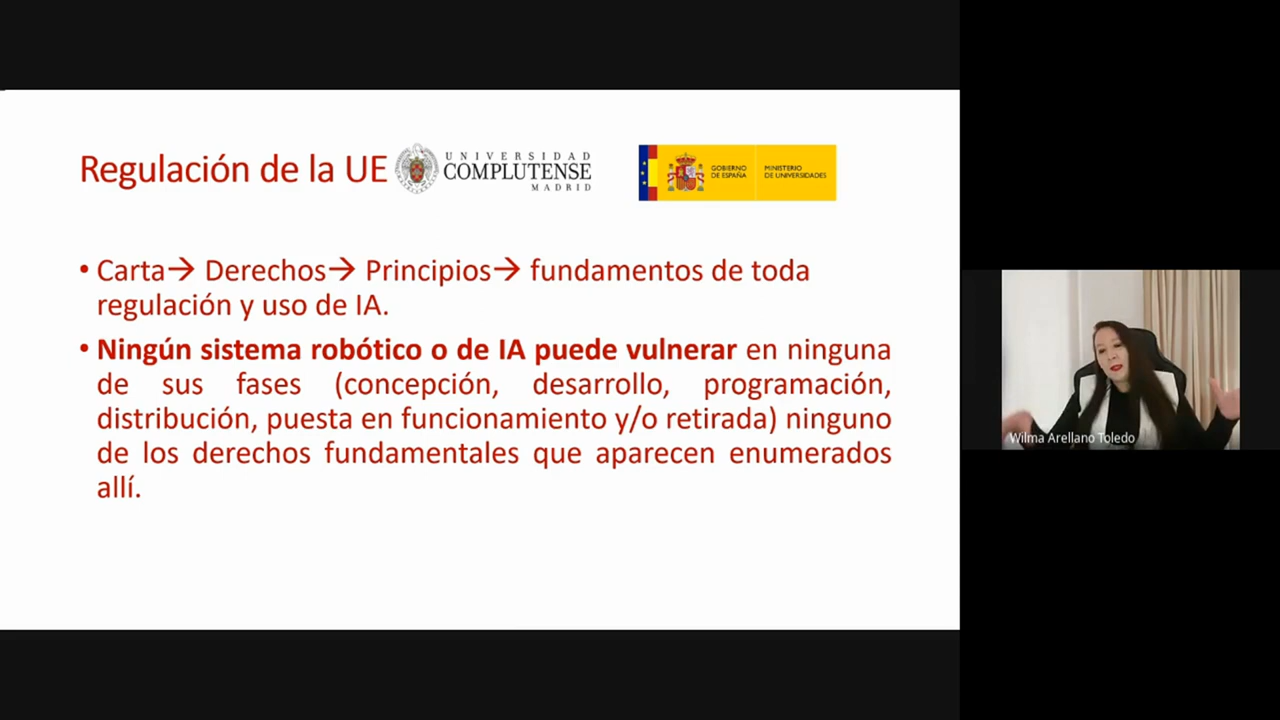 Regulación de la UE
UNIVERSIDAD
COMPLUTENSE
MADRID
GOBIERNO
DE ESPAÑA
MINISTERIO
DE UNIVERSIDADES
• Carta→ Derechos→ Principios→ fundamentos de toda
regulación y uso de IA.
• Ningún sistema robótico o de IA puede vulnerar en ninguna
de sus fases (concepción, desarrollo, programación,
distribución, puesta en funcionamiento y/o retirada) ninguno
de los derechos fundamentales que aparecen enumerados
allí.
Wilma Arellano Toledo